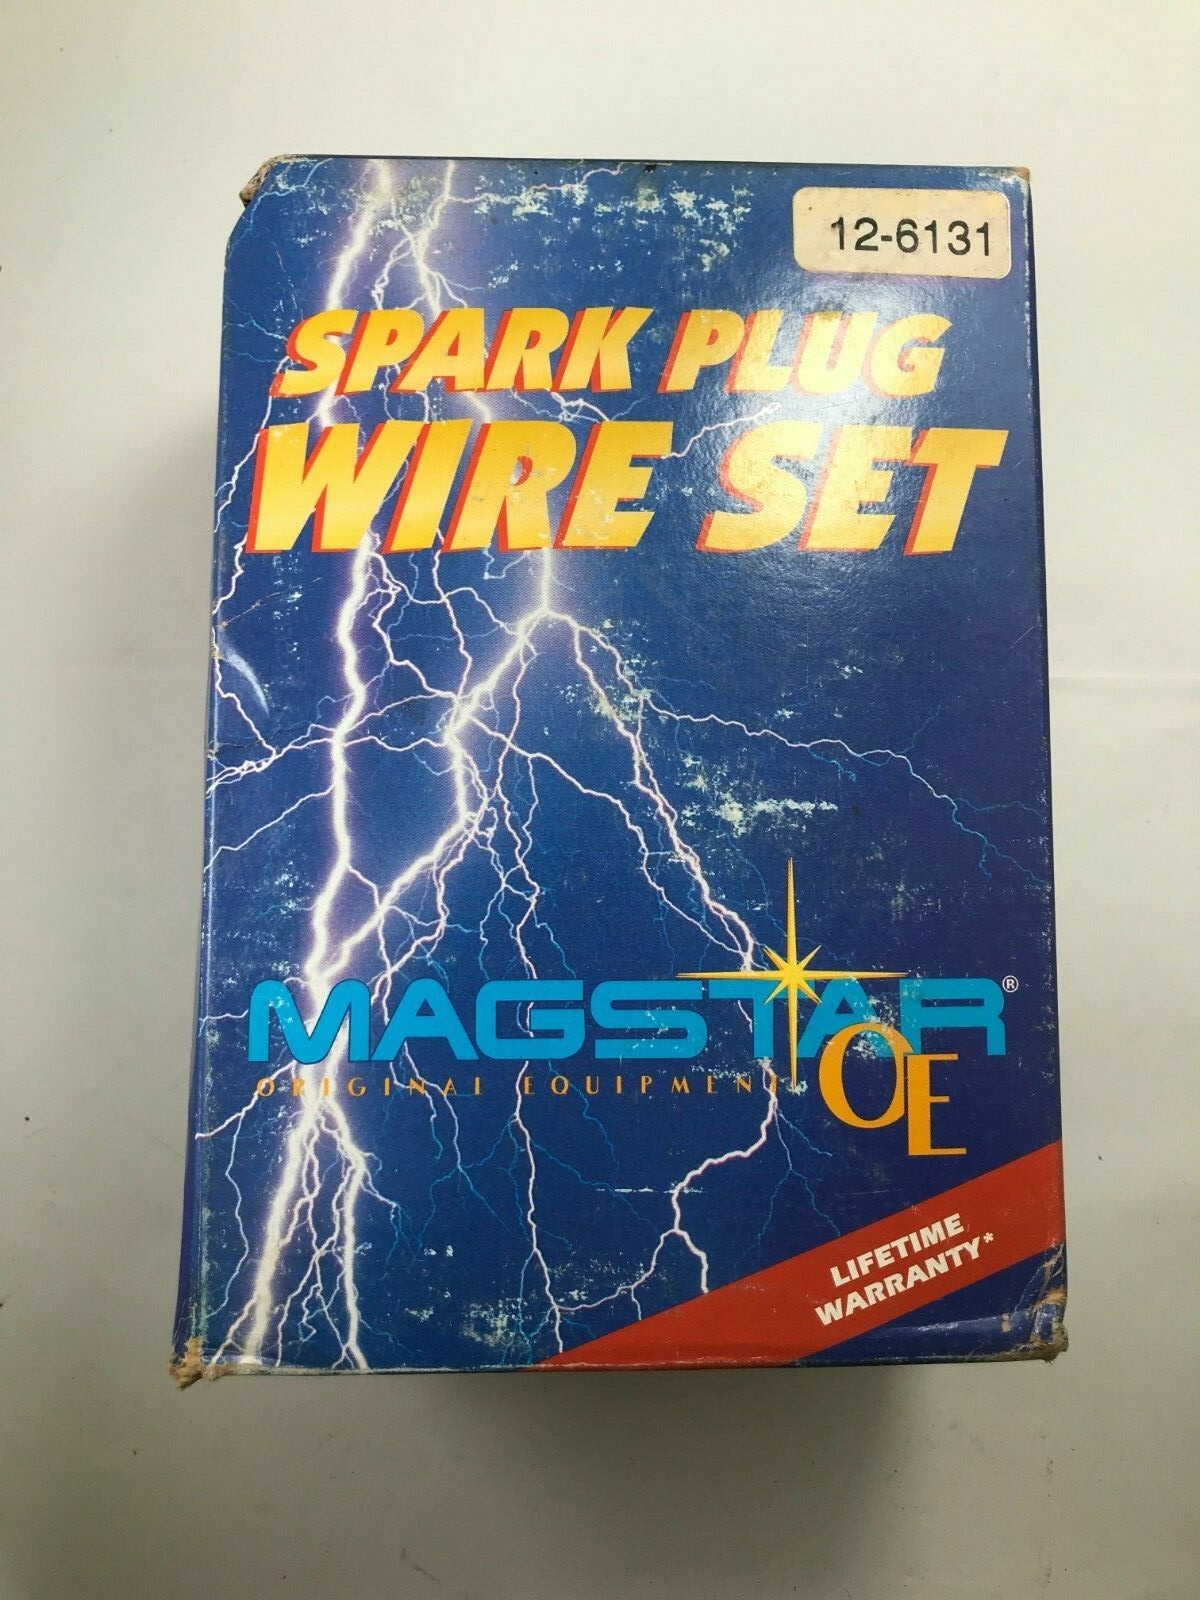 12-6131
SPARK PLUG
WIRE SET
MAGSTAR®
ORIGINAL EQUIPMENT
OE
LIFETIME
WARRANTY*